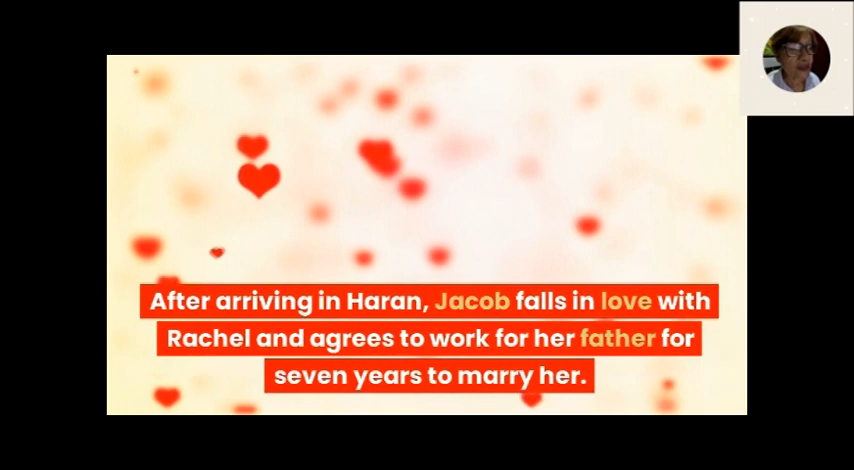 After arriving in Haran, Jacob falls in love with
Rachel and agrees to work for her father for
seven years to marry her.